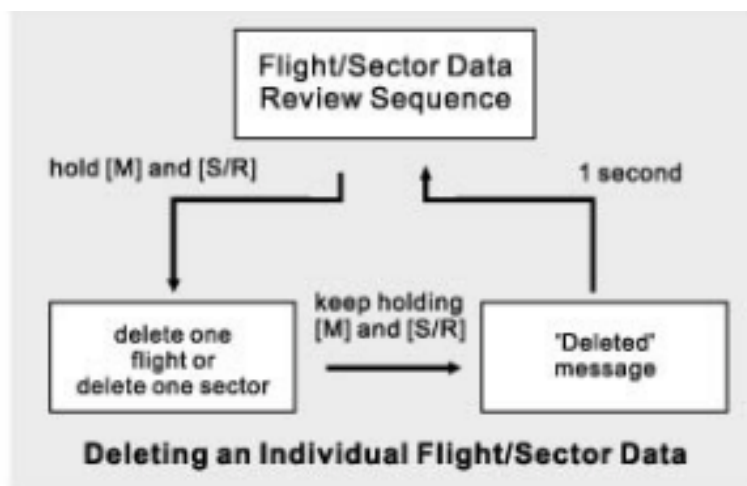 Flight/Sector Data
Review Sequence
hold [M] and [S/R]
1 second
keep holding
[M] and [S/R]
delete one
flight or
delete one sector
"Deleted"
message
Deleting an Individual Flight/Sector Data